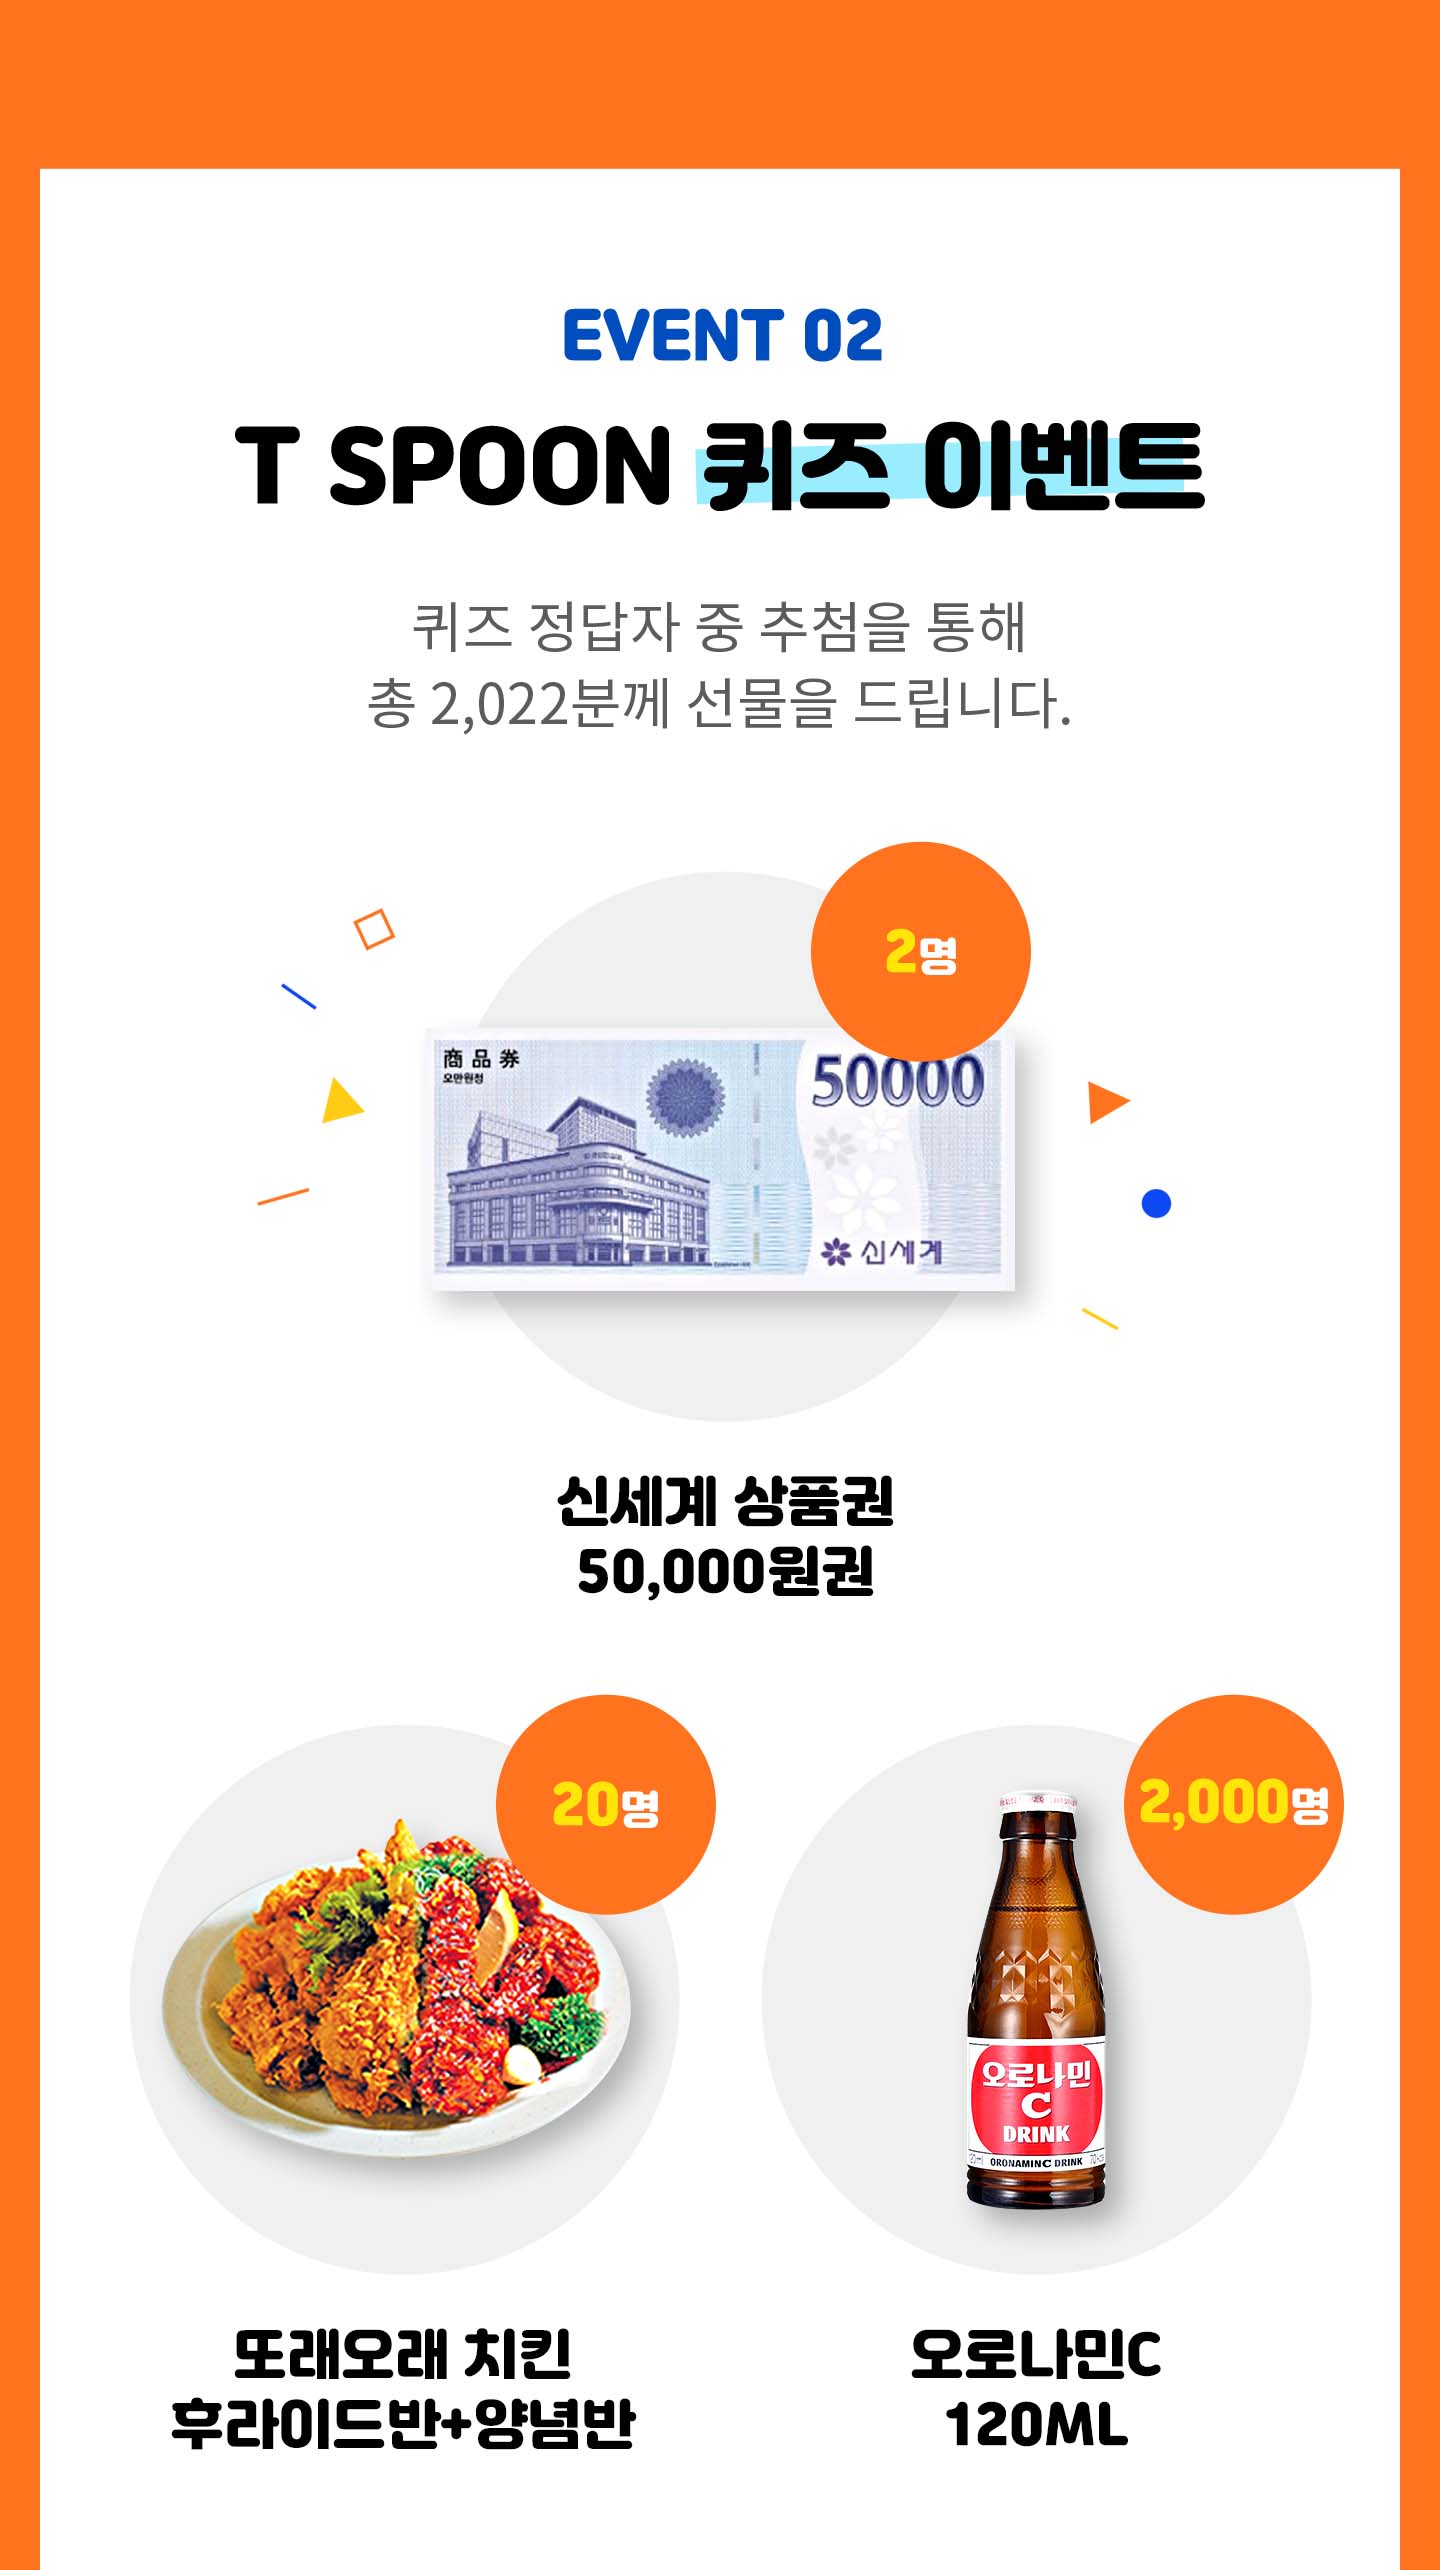 EVENT 02
T SPOON 퀴즈 이벤트
퀴즈 정답자 중 추첨을 통해
총 2,022분께 선물을 드립니다.
2명
商品券
오만원정
50000
신세계
신세계 상품권
50,000원권
20명
2,000명
오로나민
C
DRINK
ORONAMIN C DRINK
또래오래 치킨
후라이드반+양념반
오로나민C
120ML